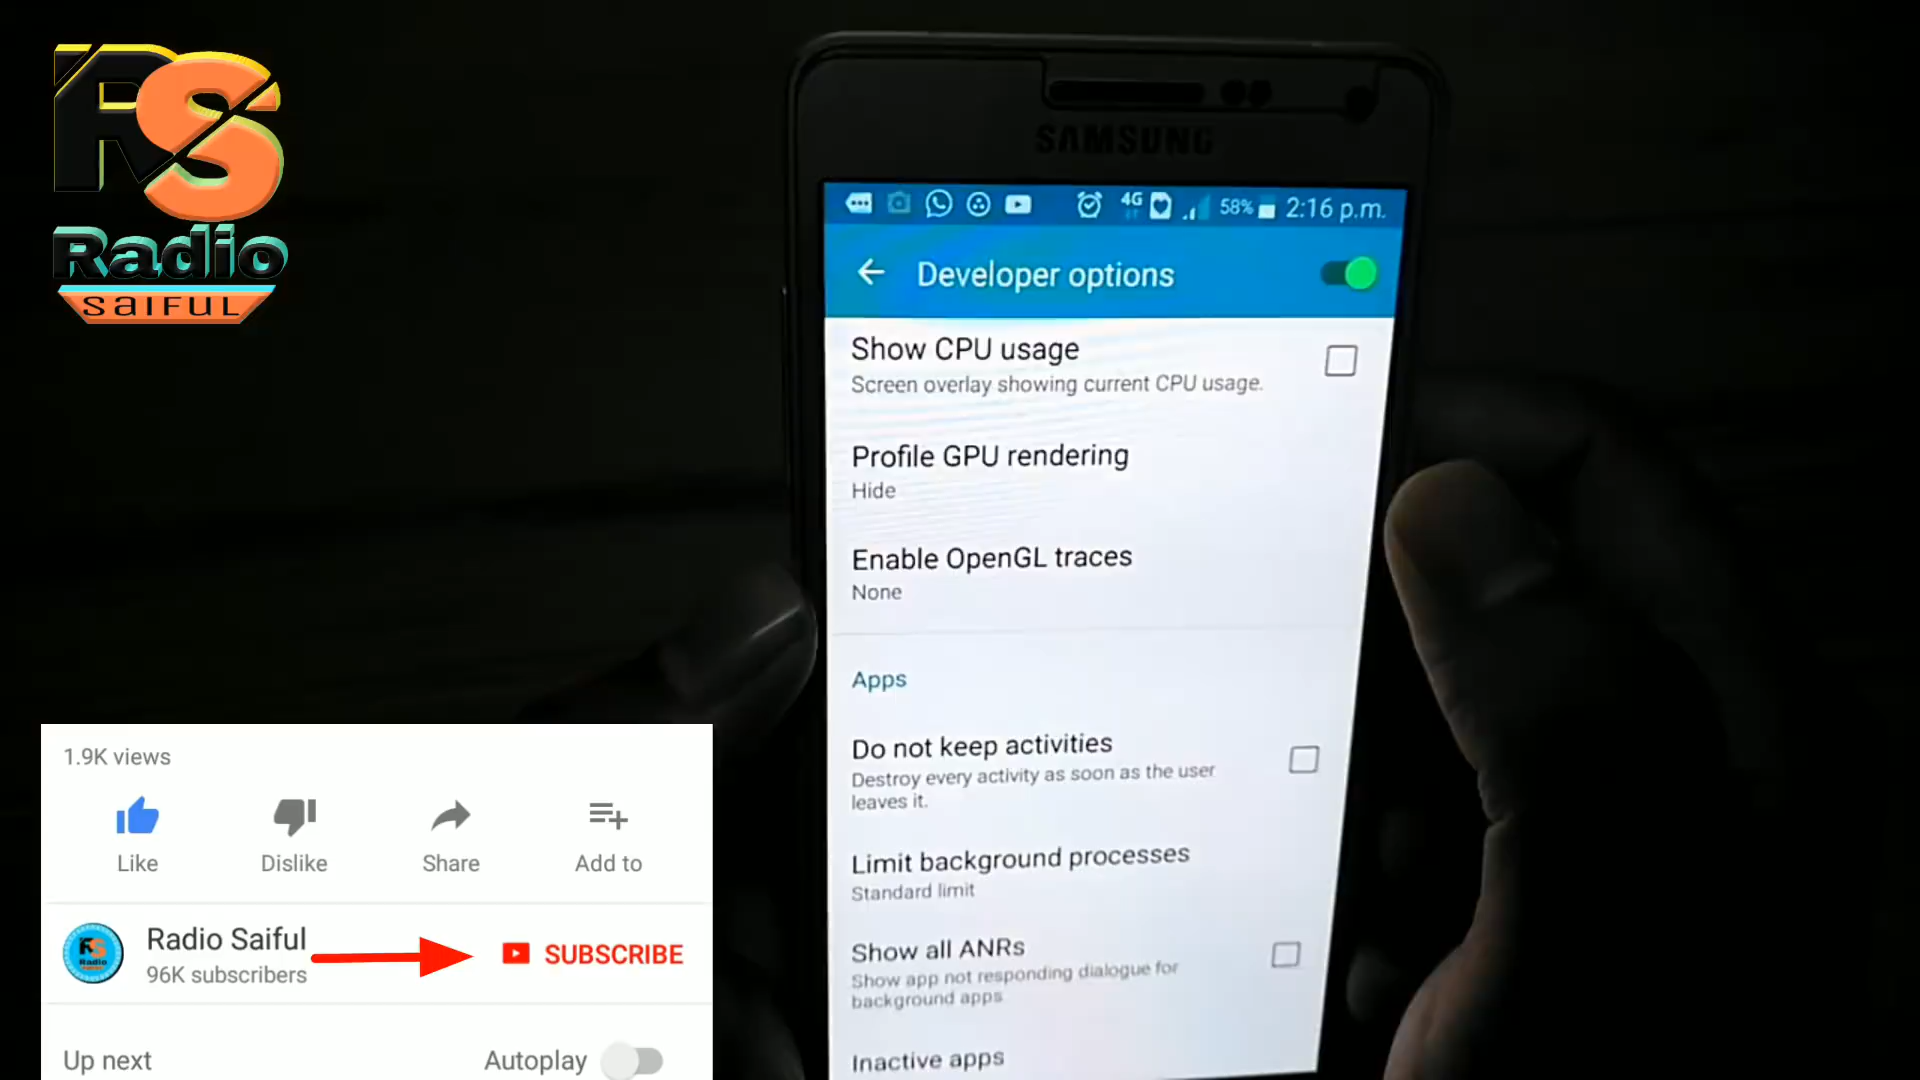 RS
Radio
SAIFUL
SAMSUNG
4G 58% 2:16 p.m.
Developer options
Show CPU usage
Screen overlay showing current CPU usage.
Profile GPU rendering
Hide
Enable OpenGL traces
None
Apps
Do not keep activities
Destroy every activity as soon as the user
leaves it.
Limit background processes
Standard limit
Show all ANRs
Show app not responding dialogue for
background apps
Inactive apps
1.9K views
Like
Dislike
Share
Add to
RS
Radio
Radio Saiful
96K subscribers
SUBSCRIBE
Up next
Autoplay